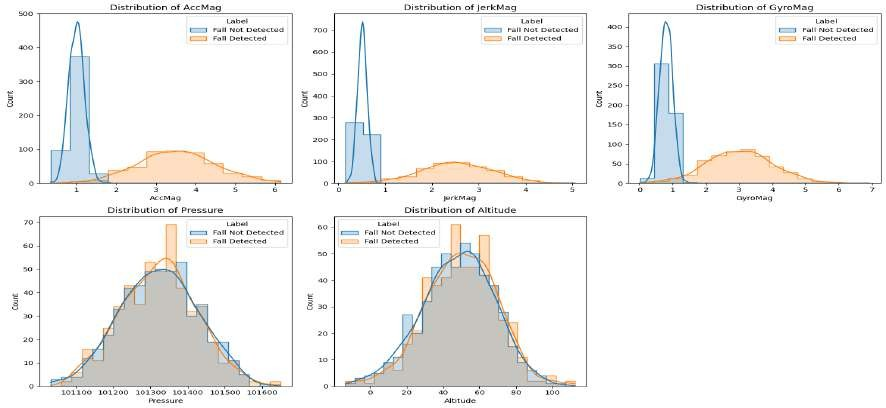 Distribution of AccMag
Label
Fall Not Detected
Fall Detected
500
400
300
200
100
0
Count
1 2 3 4 5 6
AccMag
Distribution of JerkMag
Label
Fall Not Detected
Fall Detected
700
600
500
400
300
200
100
0
Count
0 1 2 3 4 5
JerkMag
Distribution of GyroMag
Label
Fall Not Detected
Fall Detected
400
350
300
250
200
150
100
50
0
Count
0 1 2 3 4 5 6 7
GyroMag
Distribution of Pressure
Label
Fall Not Detected
Fall Detected
70
60
50
40
30
20
10
0
Count
101100 101200 101300 101400 101500 101600
Pressure
Distribution of Altitude
Label
Fall Not Detected
Fall Detected
60
50
40
30
20
10
0
Count
0 20 40 60 80 100
Altitude